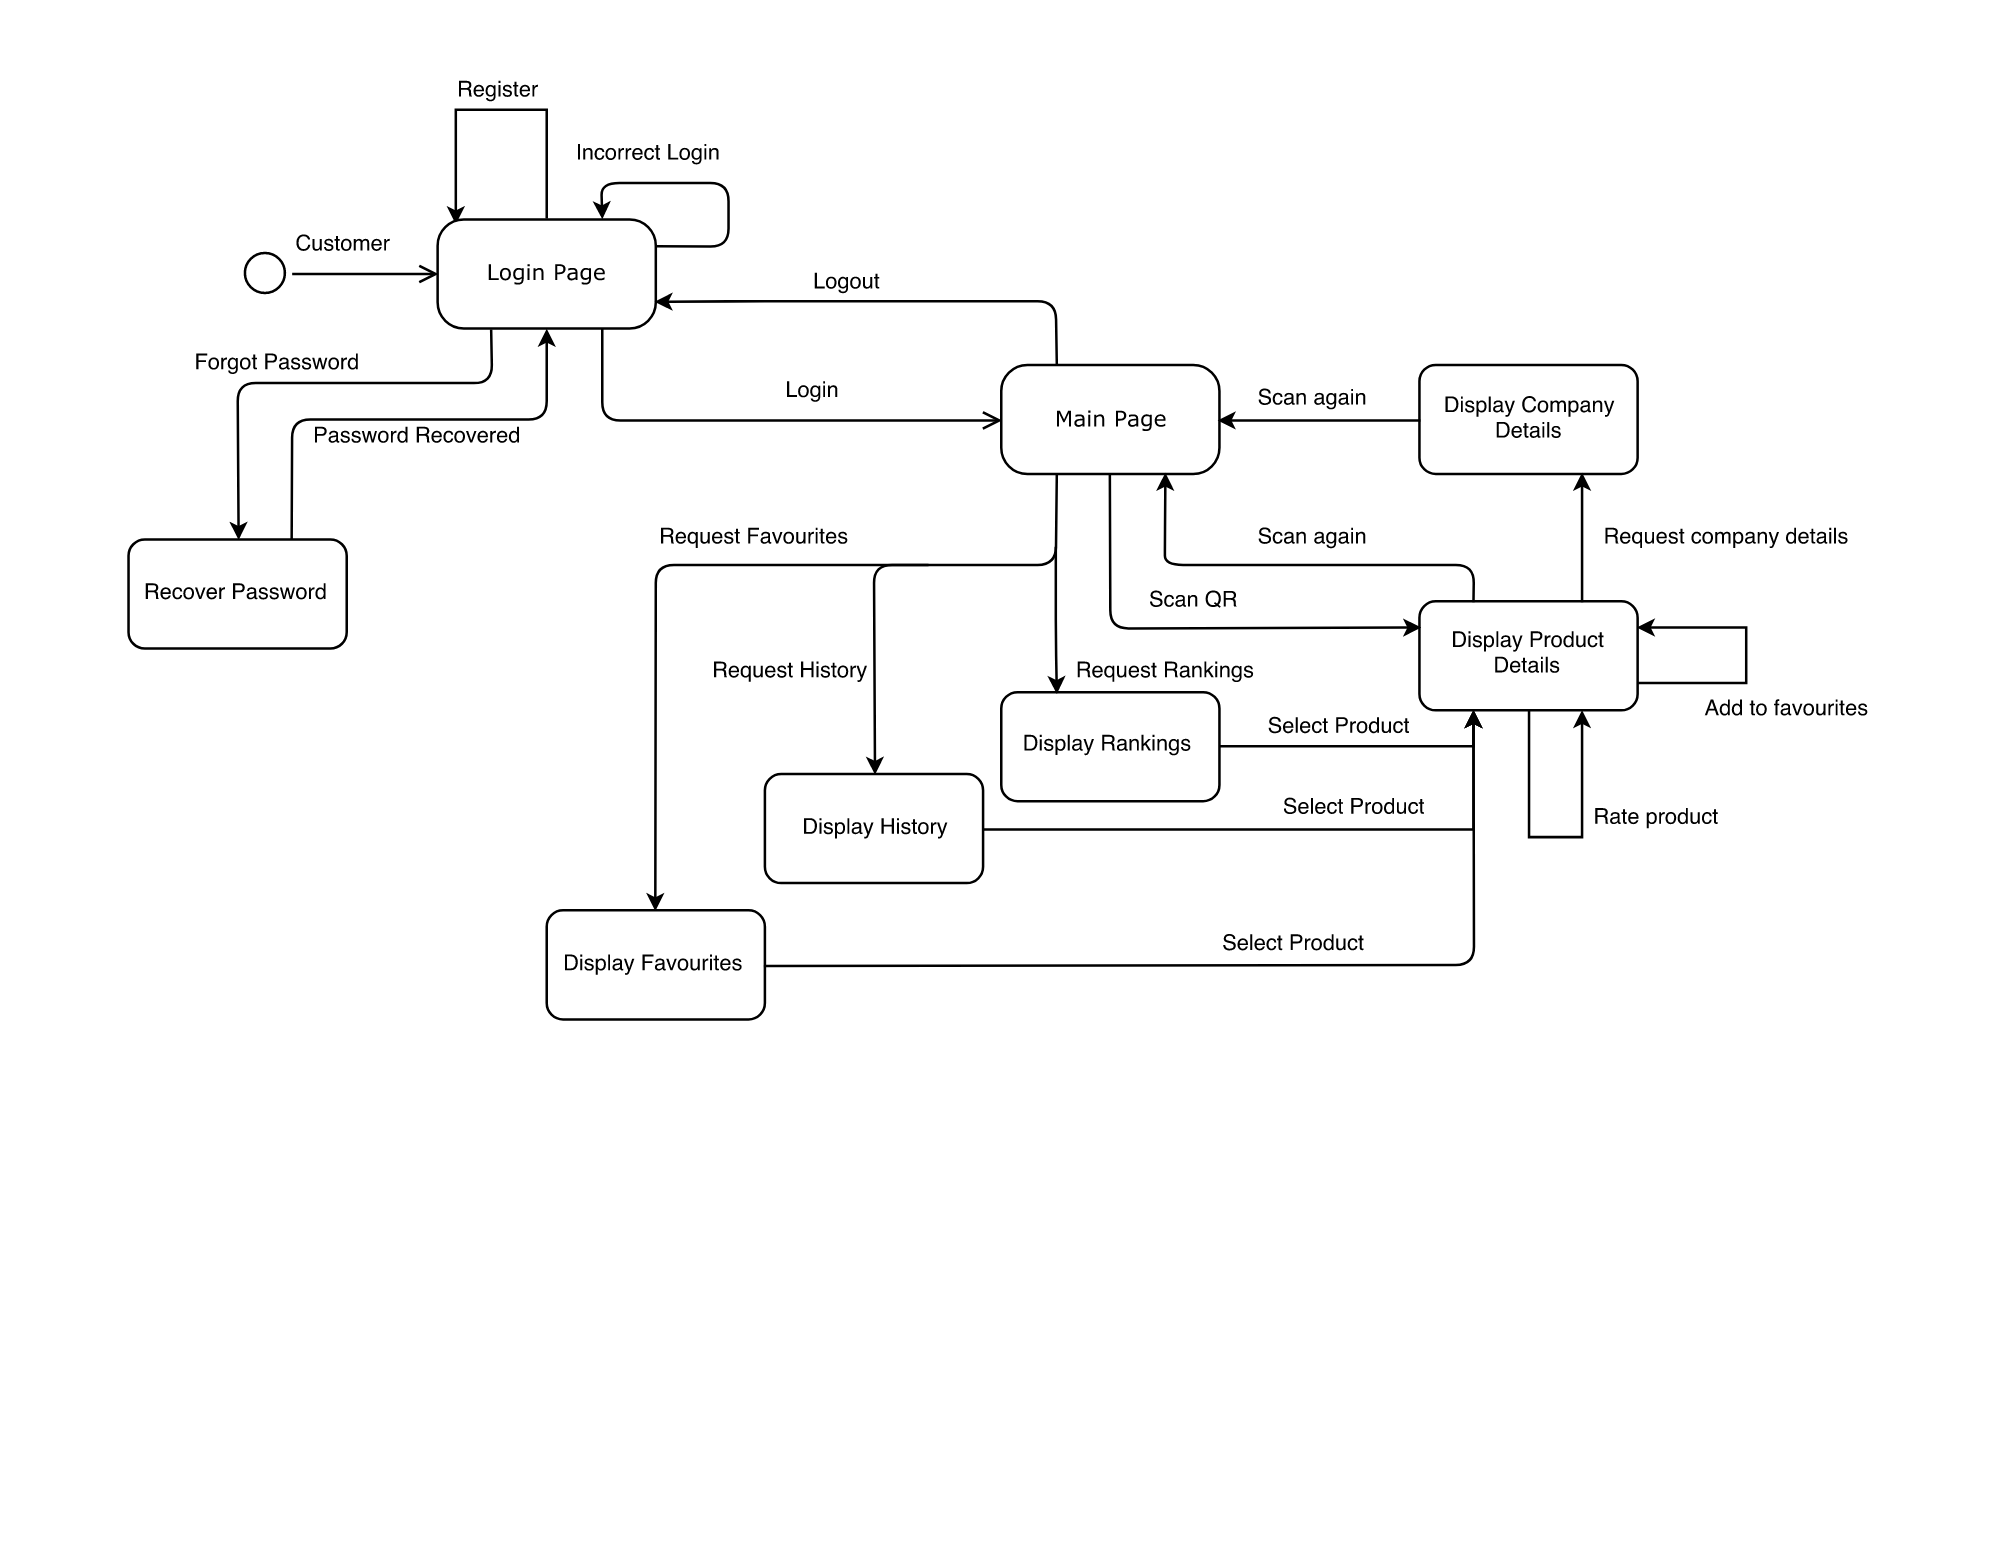 Register
Incorrect Login
Customer
Login Page
Logout
Forgot Password
Login
Password Recovered
Main Page
Scan again
Display Company
Details
Recover Password
Request Favourites
Scan again
Request company details
Scan QR
Display Product
Details
Request History
Request Rankings
Add to favourites
Display Rankings
Select Product
Display History
Select Product
Rate product
Display Favourites
Select Product